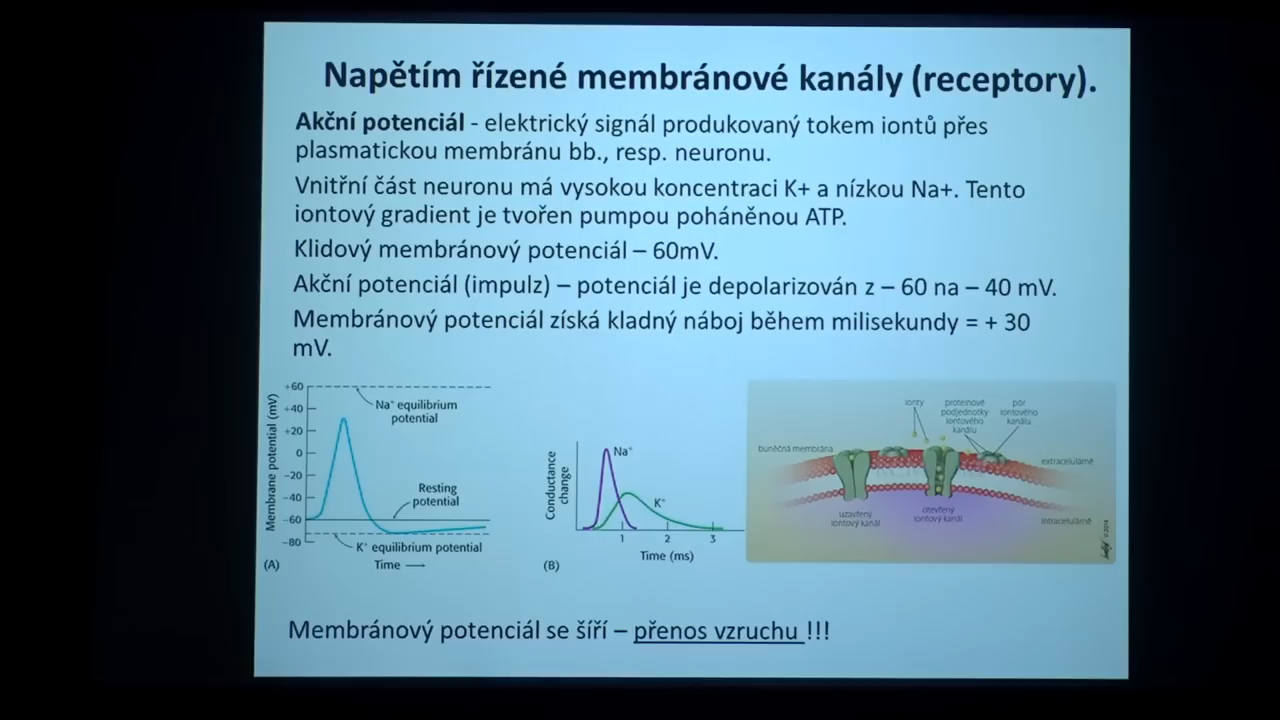 Napětím řízené membránové kanály (receptory).
Akční potenciál - elektrický signál produkovaný tokem iontů přes
plasmatickou membránu bb., resp. neuronu.
Vnitřní část neuronu má vysokou koncentraci K+ a nízkou Na+. Tento
iontový gradient je tvořen pumpou poháněnou ATP.
Klidový membránový potenciál – 60mV.
Akční potenciál (impulz) – potenciál je depolarizován z – 60 na – 40 mV.
Membránový potenciál získá kladný náboj během milisekundy = + 30
mV.
Membrane potential (mV)
+60
+40
+20
0
−20
−40
−60
−80
Na⁺ equilibrium
potential
Resting
potential
K⁺ equilibrium potential
(A)
Time
Conductance
change
Na⁺
K⁺
1
2
3
Time (ms)
(B)
ionty
proteinové
podjednotky
iontového
kanálu
pór
iontového
kanálu
buněčná membrána
extracelulárně
uzavřený
iontový kanál
otevřený
iontový kanál
intracelulárně
Membránový potenciál se šíří – přenos vzruchu !!!